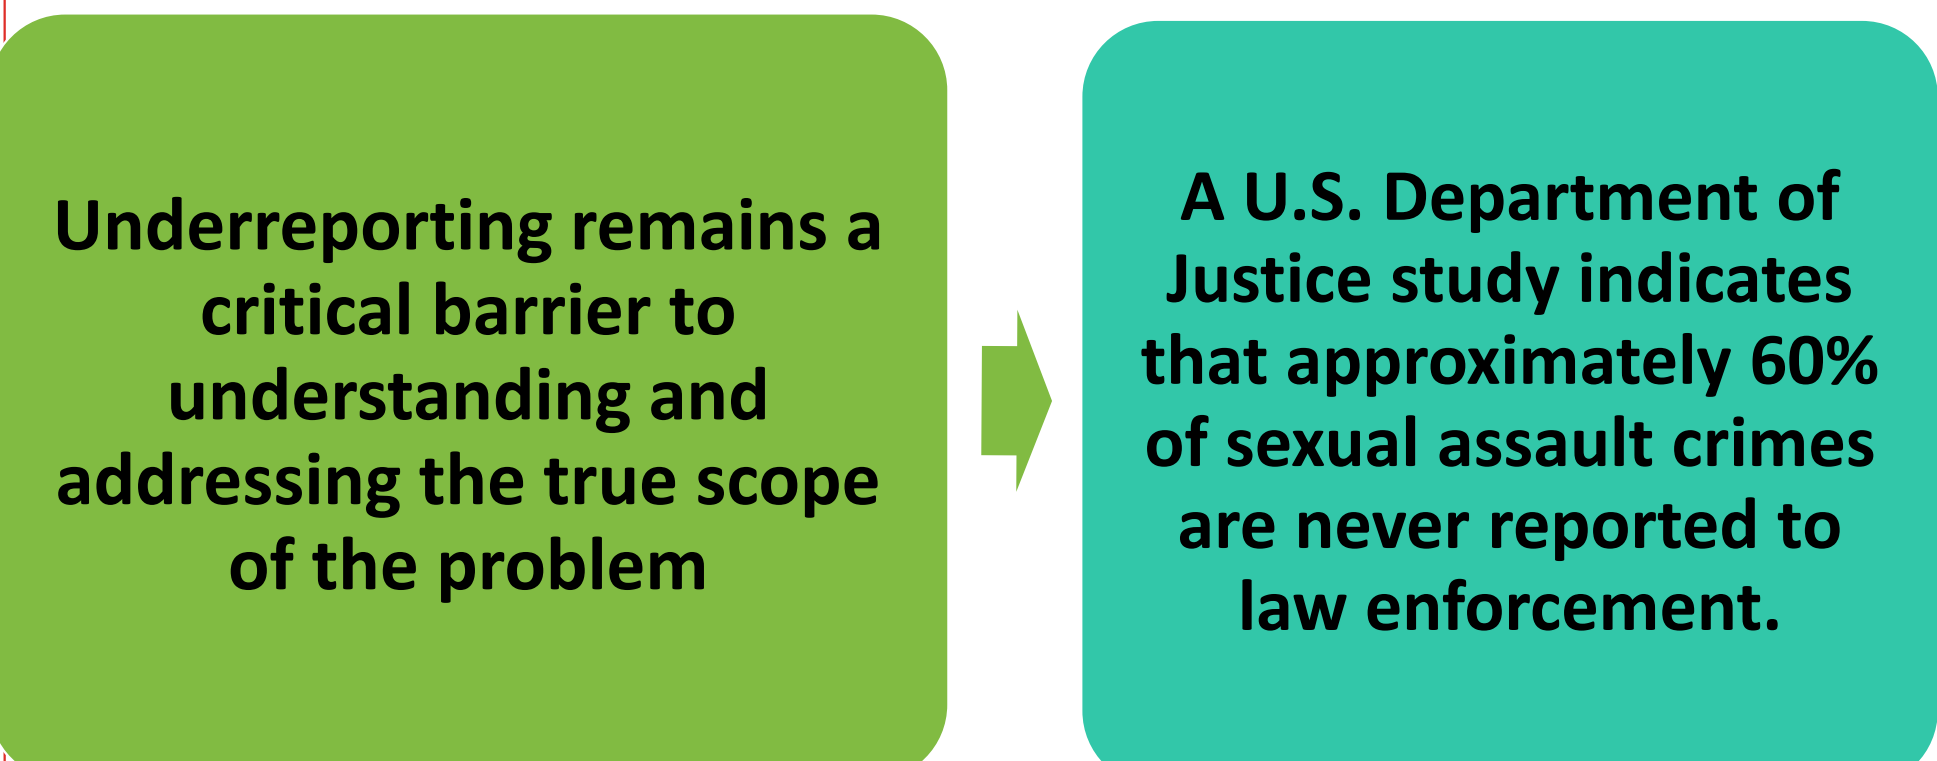 Underreporting remains a
critical barrier to
understanding and
addressing the true scope
of the problem
A U.S. Department of
Justice study indicates
that approximately 60%
of sexual assault crimes
are never reported to
law enforcement.